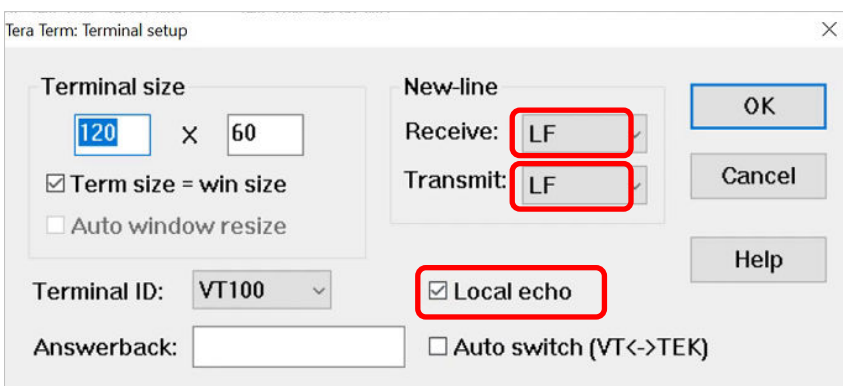 Tera Term: Terminal setup
Terminal size
120 X 60
Term size = win size
Auto window resize
New-line
Receive: LF
Transmit: LF
OK
Cancel
Help
Terminal ID: VT100
Local echo
Answerback:
Auto switch (VT<->TEK)